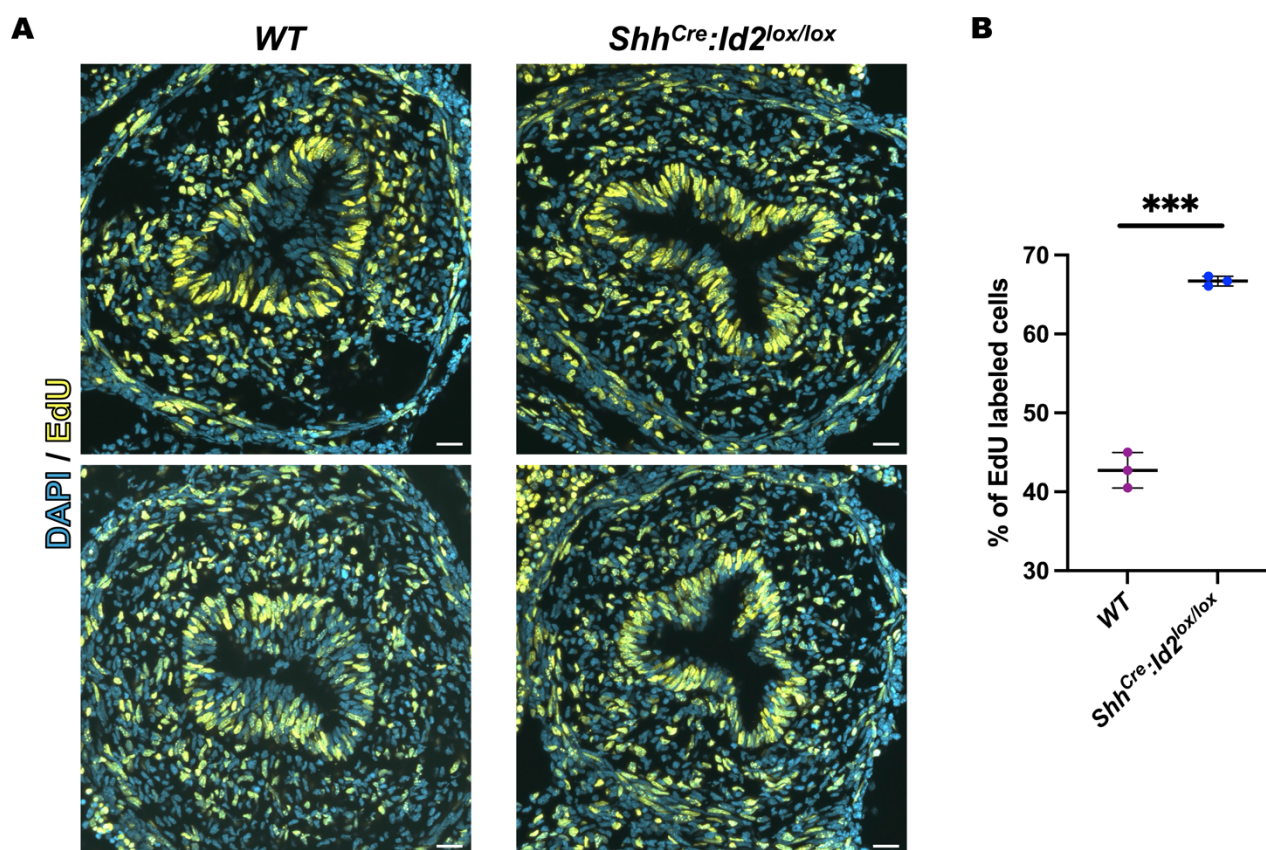 A
WT
Shh^Cre:Id2^lox/lox
DAPI / EdU
B
***
% of EdU labeled cells
70
60
50
40
30
WT
Shh^Cre:Id2^lox/lox